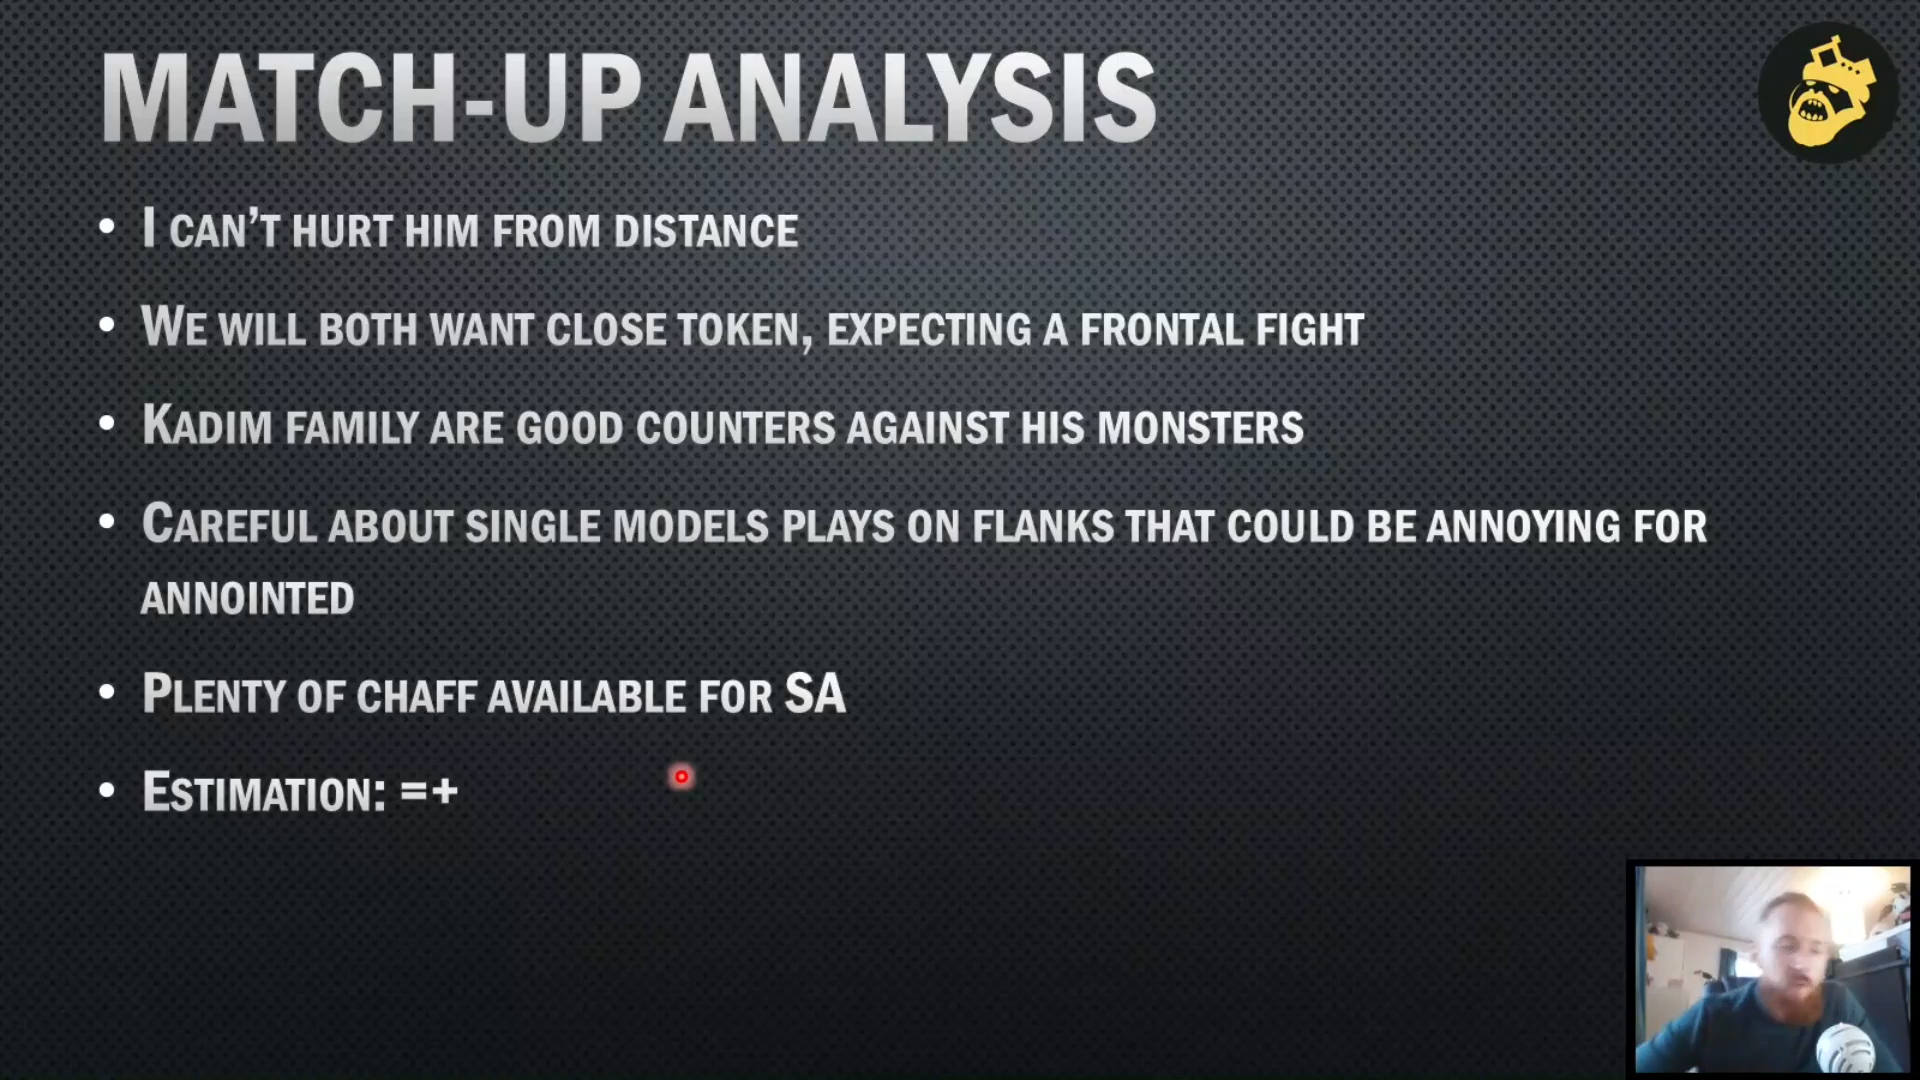 MATCH-UP ANALYSIS
• I CAN'T HURT HIM FROM DISTANCE
• WE WILL BOTH WANT CLOSE TOKEN, EXPECTING A FRONTAL FIGHT
• KADIM FAMILY ARE GOOD COUNTERS AGAINST HIS MONSTERS
• CAREFUL ABOUT SINGLE MODELS PLAYS ON FLANKS THAT COULD BE ANNOYING FOR
ANNOINTED
• PLENTY OF CHAFF AVAILABLE FOR SA
• ESTIMATION: =+